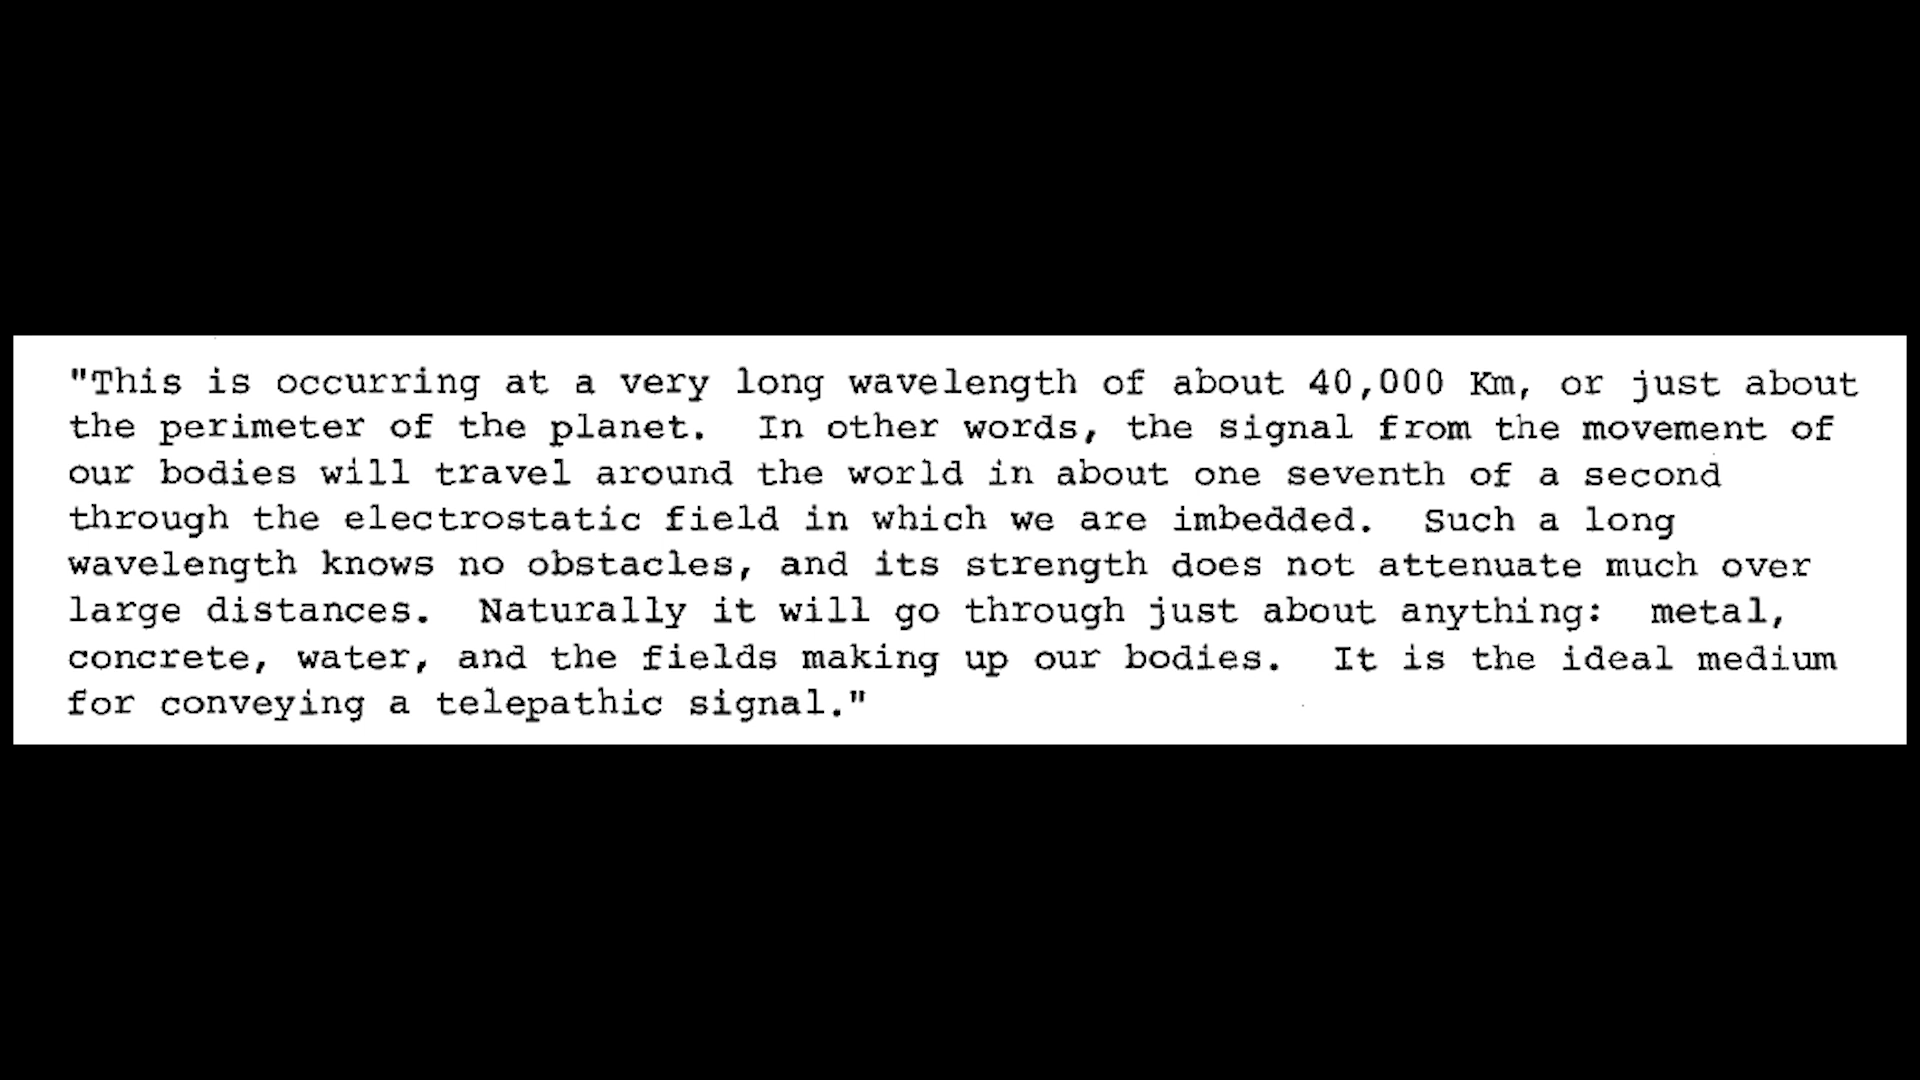 "This is occurring at a very long wavelength of about 40,000 Km, or just about
the perimeter of the planet.  In other words, the signal from the movement of
our bodies will travel around the world in about one seventh of a second
through the electrostatic field in which we are imbedded.  Such a long
wavelength knows no obstacles, and its strength does not attenuate much over
large distances.  Naturally it will go through just about anything:  metal,
concrete, water, and the fields making up our bodies.  It is the ideal medium
for conveying a telepathic signal."